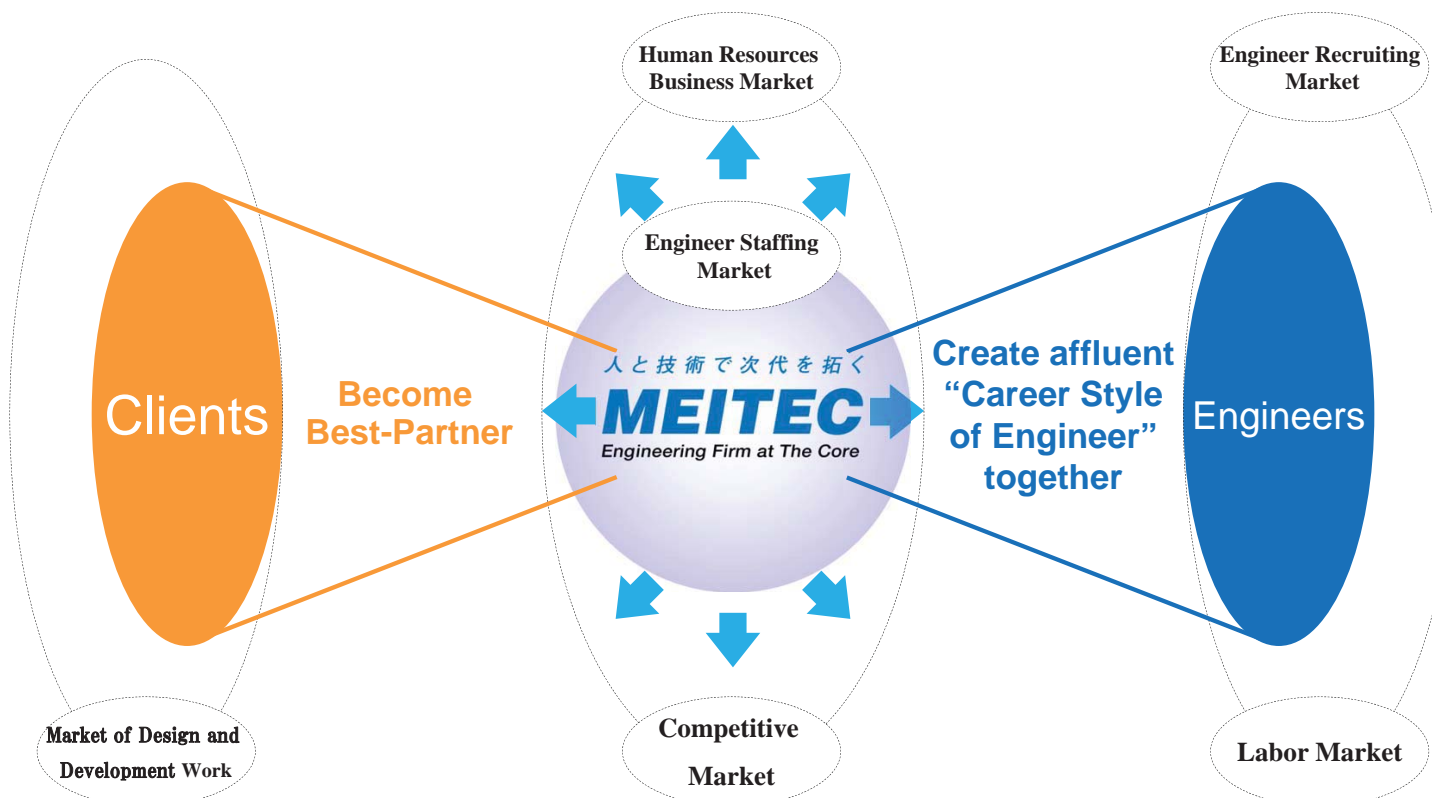 Human Resources
Business Market
Engineer Recruiting
Market
Engineer Staffing
Market
人と技術で次代を拓く
MEITEC
Engineering Firm at The Core
Clients
Become
Best-Partner
Create affluent
“Career Style
of Engineer”
together
Engineers
Market of Design and
Development Work
Competitive
Market
Labor Market